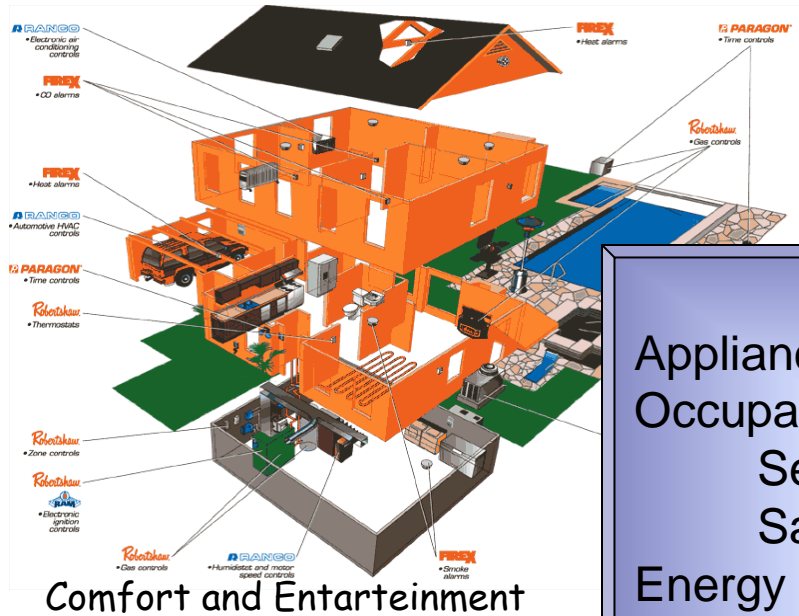 RANCO
• Electronic air
conditioning
controls
FIREX
• CO alarms
FIREX
• Heat alarms
RANCO
• Automotive HVAC
controls
PARAGON®
• Time controls
Robertshaw
• Thermostats
Robertshaw
• Zone controls
Robertshaw
RAM
• Electronic
ignition
controls
Robertshaw
• Gas controls
RANCO
• Humidistat and motor
speed controls
FIREX
• Smoke
alarms
FIREX
• Heat alarms
PARAGON®
• Time controls
Robertshaw
• Gas controls
Comfort and Entarteinment
Applianc
Occupa
Se
Sa
Energy